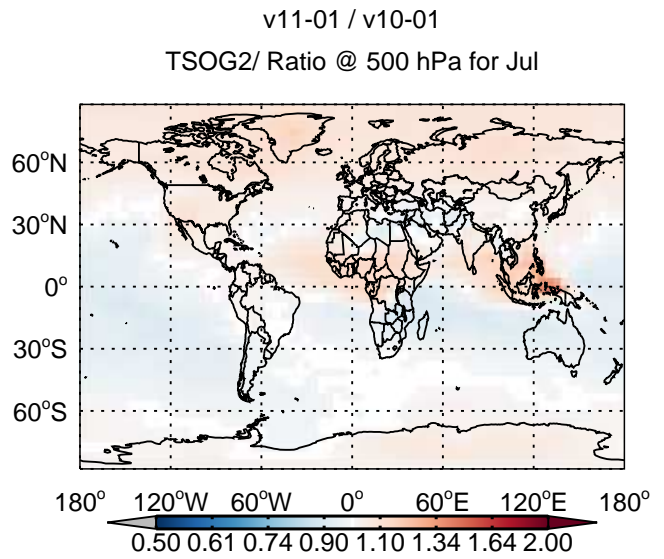 v11-01 / v10-01
TSOG2/ Ratio @ 500 hPa for Jul
60°N
30°N
0°
30°S
60°S
180° 120°W 60°W 0° 60°E 120°E 180°
0.50 0.61 0.74 0.90 1.10 1.34 1.64 2.00